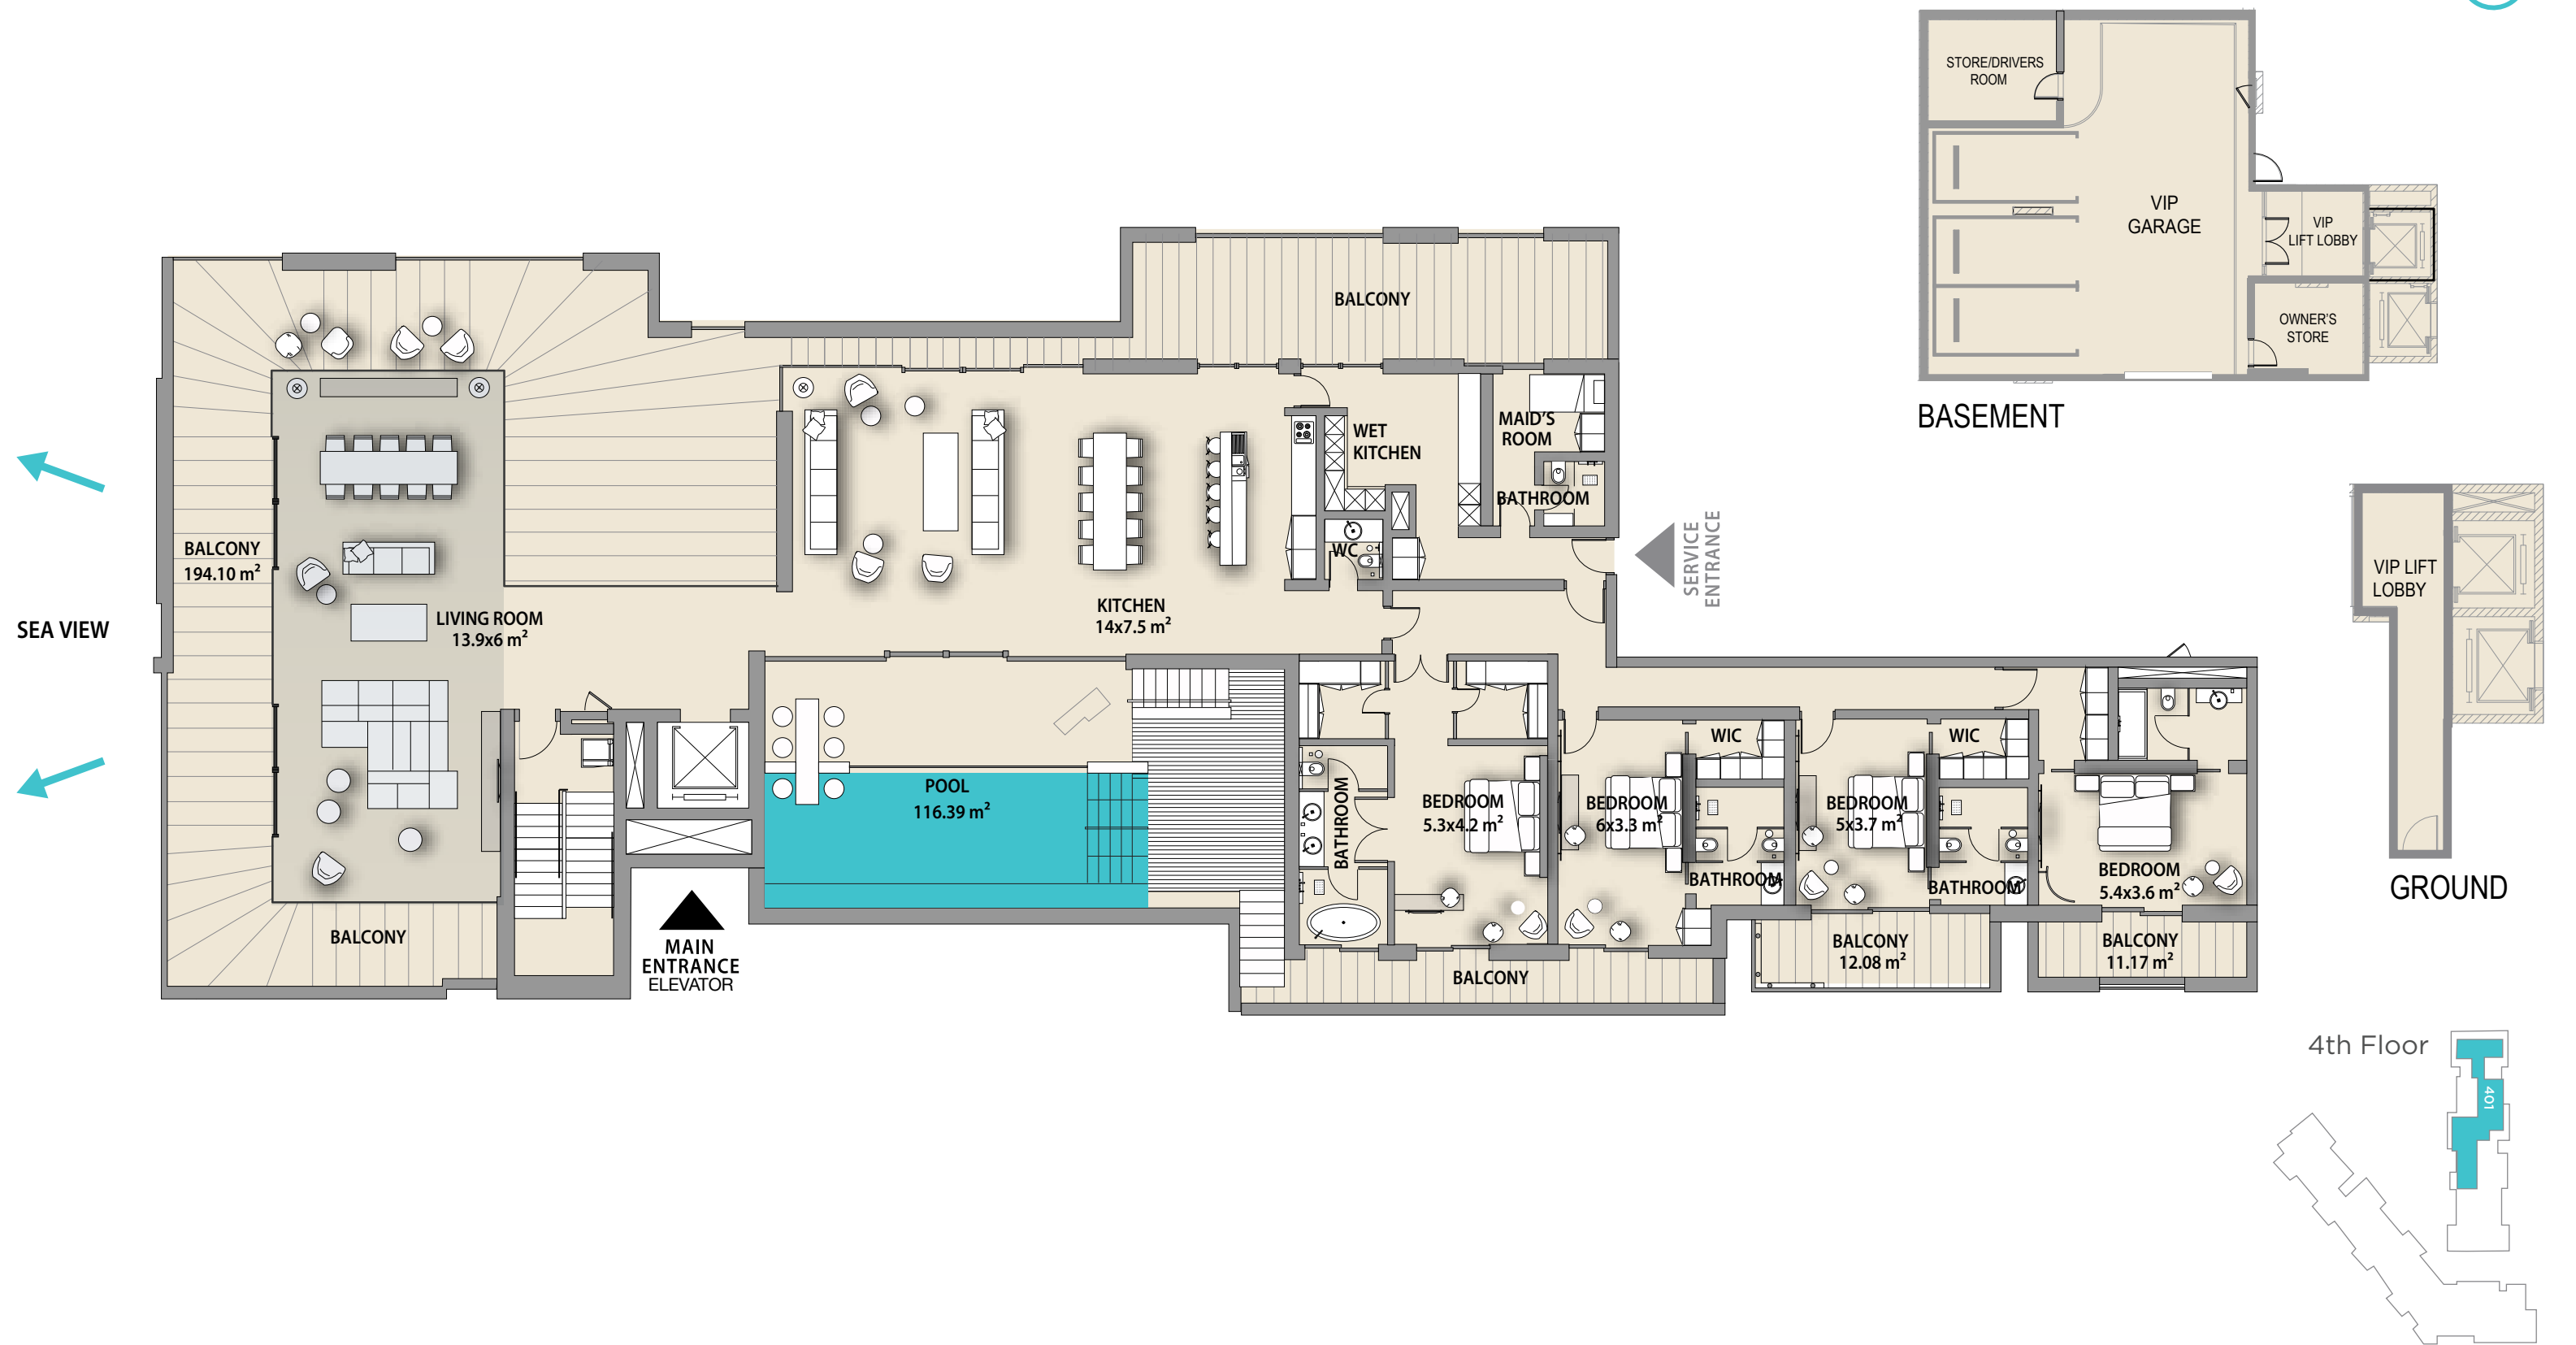 STORE/DRIVERS
ROOM
VIP
GARAGE
VIP
LIFT LOBBY
OWNER'S
STORE
BASEMENT
BALCONY
WET
KITCHEN
MAID'S
ROOM
BATHROOM
WC
SERVICE
ENTRANCE
BALCONY
194.10 m²
SEA VIEW
LIVING ROOM
13.9x6 m²
KITCHEN
14x7.5 m²
VIP LIFT
LOBBY
GROUND
POOL
116.39 m²
BATHROOM
BEDROOM
5.3x4.2 m²
BEDROOM
6x3.3 m²
WIC
BATHROOM
BEDROOM
5x3.7 m²
WIC
BATHROOM
BEDROOM
5.4x3.6 m²
BALCONY
MAIN
ENTRANCE
ELEVATOR
BALCONY
BALCONY
12.08 m²
BALCONY
11.17 m²
4th Floor
401